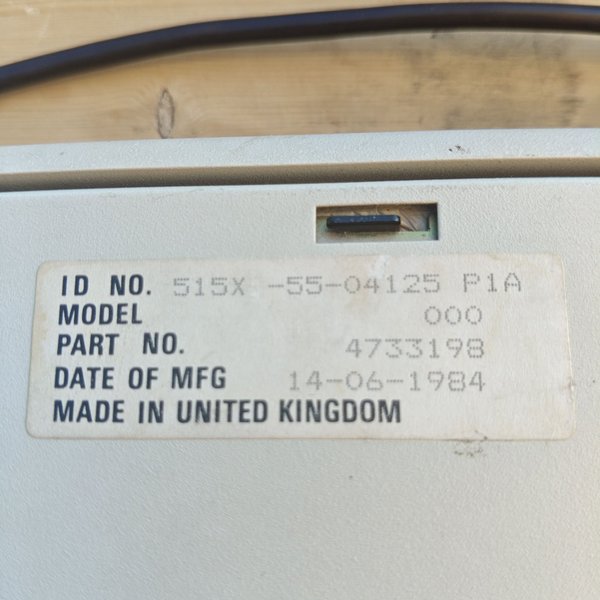 ID NO. 515X -55-04125 P1A
MODEL 000
PART NO. 4733198
DATE OF MFG 14-06-1984
MADE IN UNITED KINGDOM